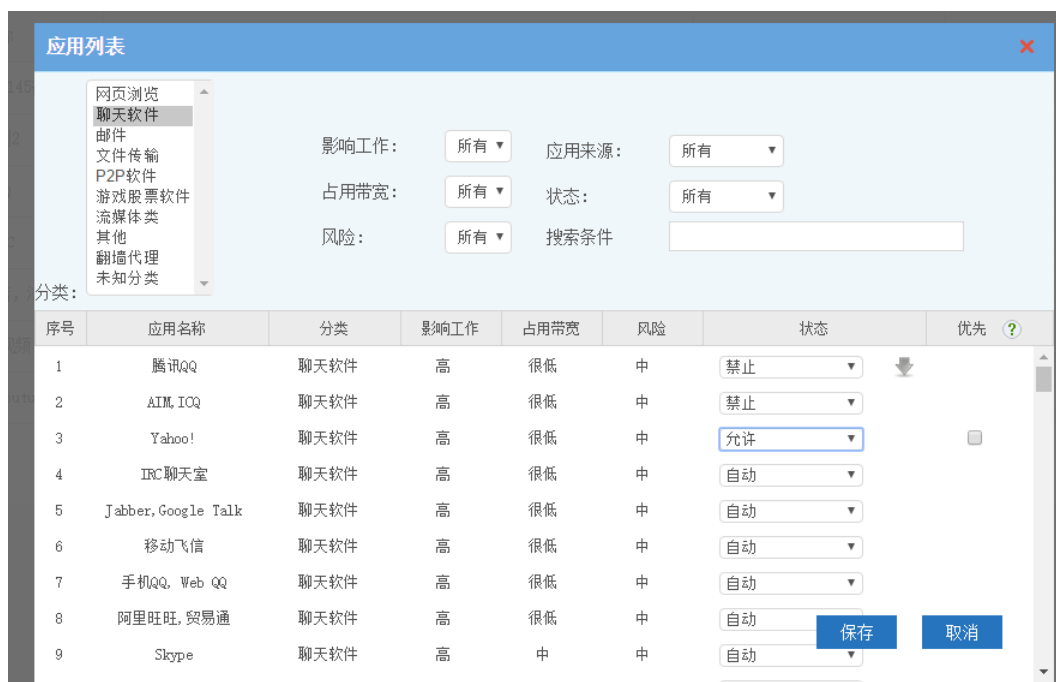 应用列表
网页浏览
聊天软件
邮件
文件传输
P2P软件
游戏股票软件
流媒体类
其他
翻墙代理
未知分类
分类:
影响工作: 所有 应用来源: 所有
占用带宽: 所有 状态: 所有
风险: 所有 搜索条件
序号 应用名称 分类 影响工作 占用带宽 风险 状态 优先 ?
1 腾讯QQ 聊天软件 高 很低 中 禁止
2 AIM,ICQ 聊天软件 高 很低 中 禁止
3 Yahoo! 聊天软件 高 很低 中 允许
4 IRC聊天室 聊天软件 高 很低 中 自动
5 Jabber,Google Talk 聊天软件 高 很低 中 自动
6 移动飞信 聊天软件 高 很低 中 自动
7 手机QQ, Web QQ 聊天软件 高 很低 中 自动
8 阿里旺旺,贸易通 聊天软件 高 很低 中 自动
9 Skype 聊天软件 高 中 中 自动
保存 取消